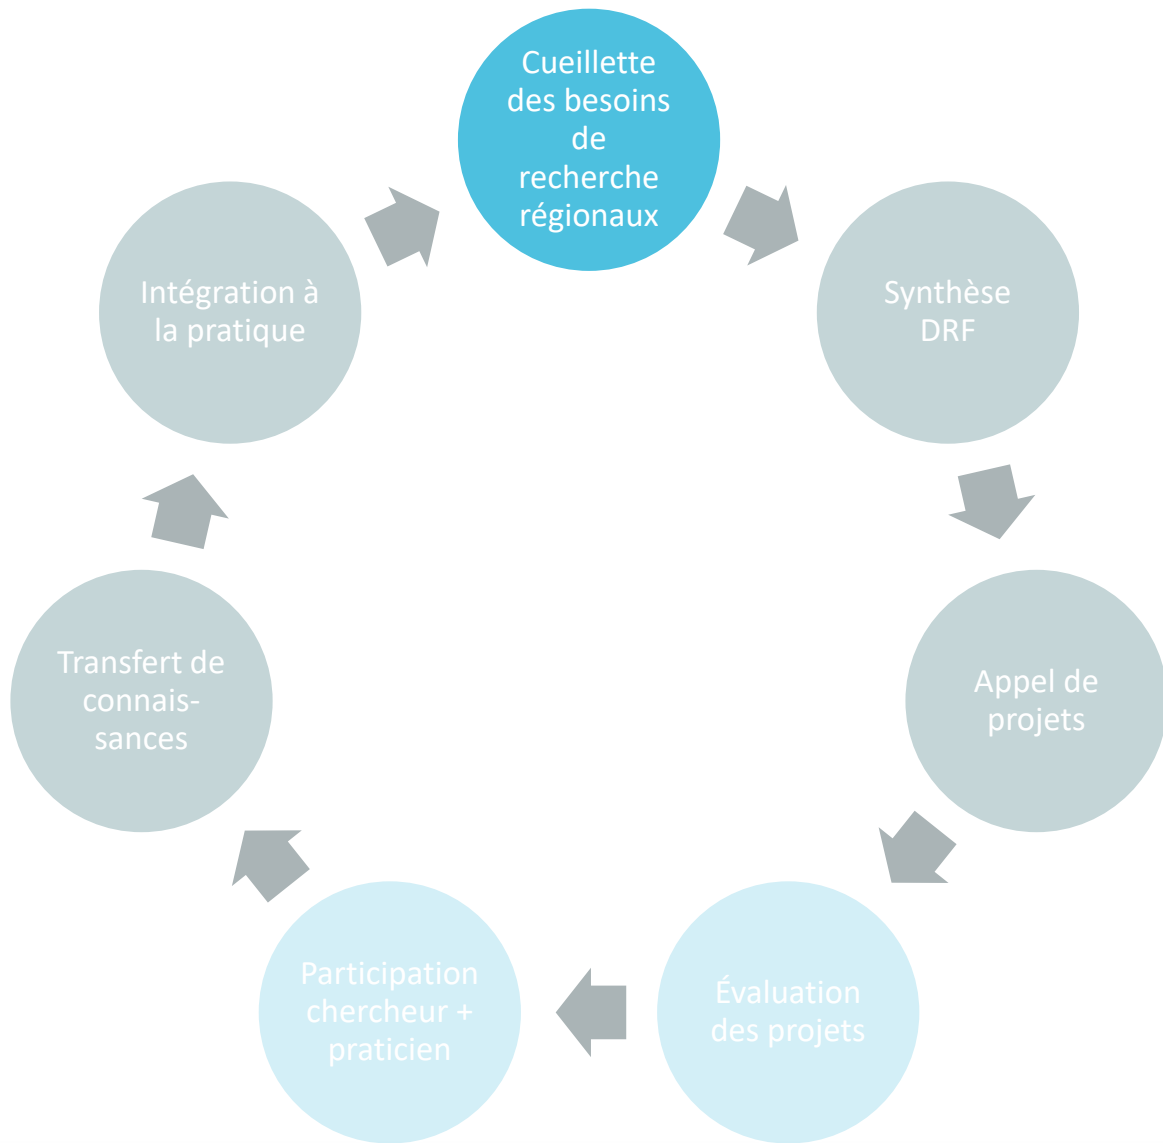 Cueillette
des besoins
de
recherche
régionaux
Synthèse
DRF
Appel de
projets
Évaluation
des projets
Participation
chercheur +
praticien
Transfert de
connais-
sances
Intégration à
la pratique